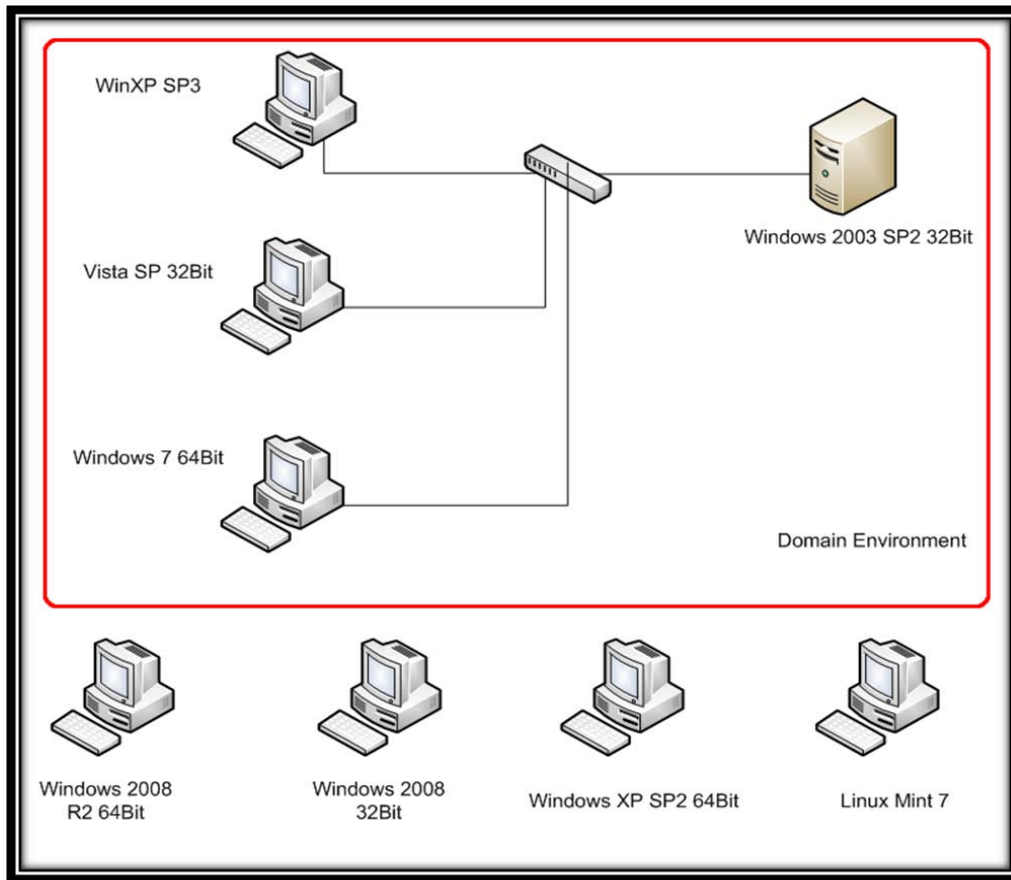 WinXP SP3
Windows 2003 SP2 32Bit
Vista SP 32Bit
Windows 7 64Bit
Domain Environment
Windows 2008
R2 64Bit
Windows 2008
32Bit
Windows XP SP2 64Bit
Linux Mint 7